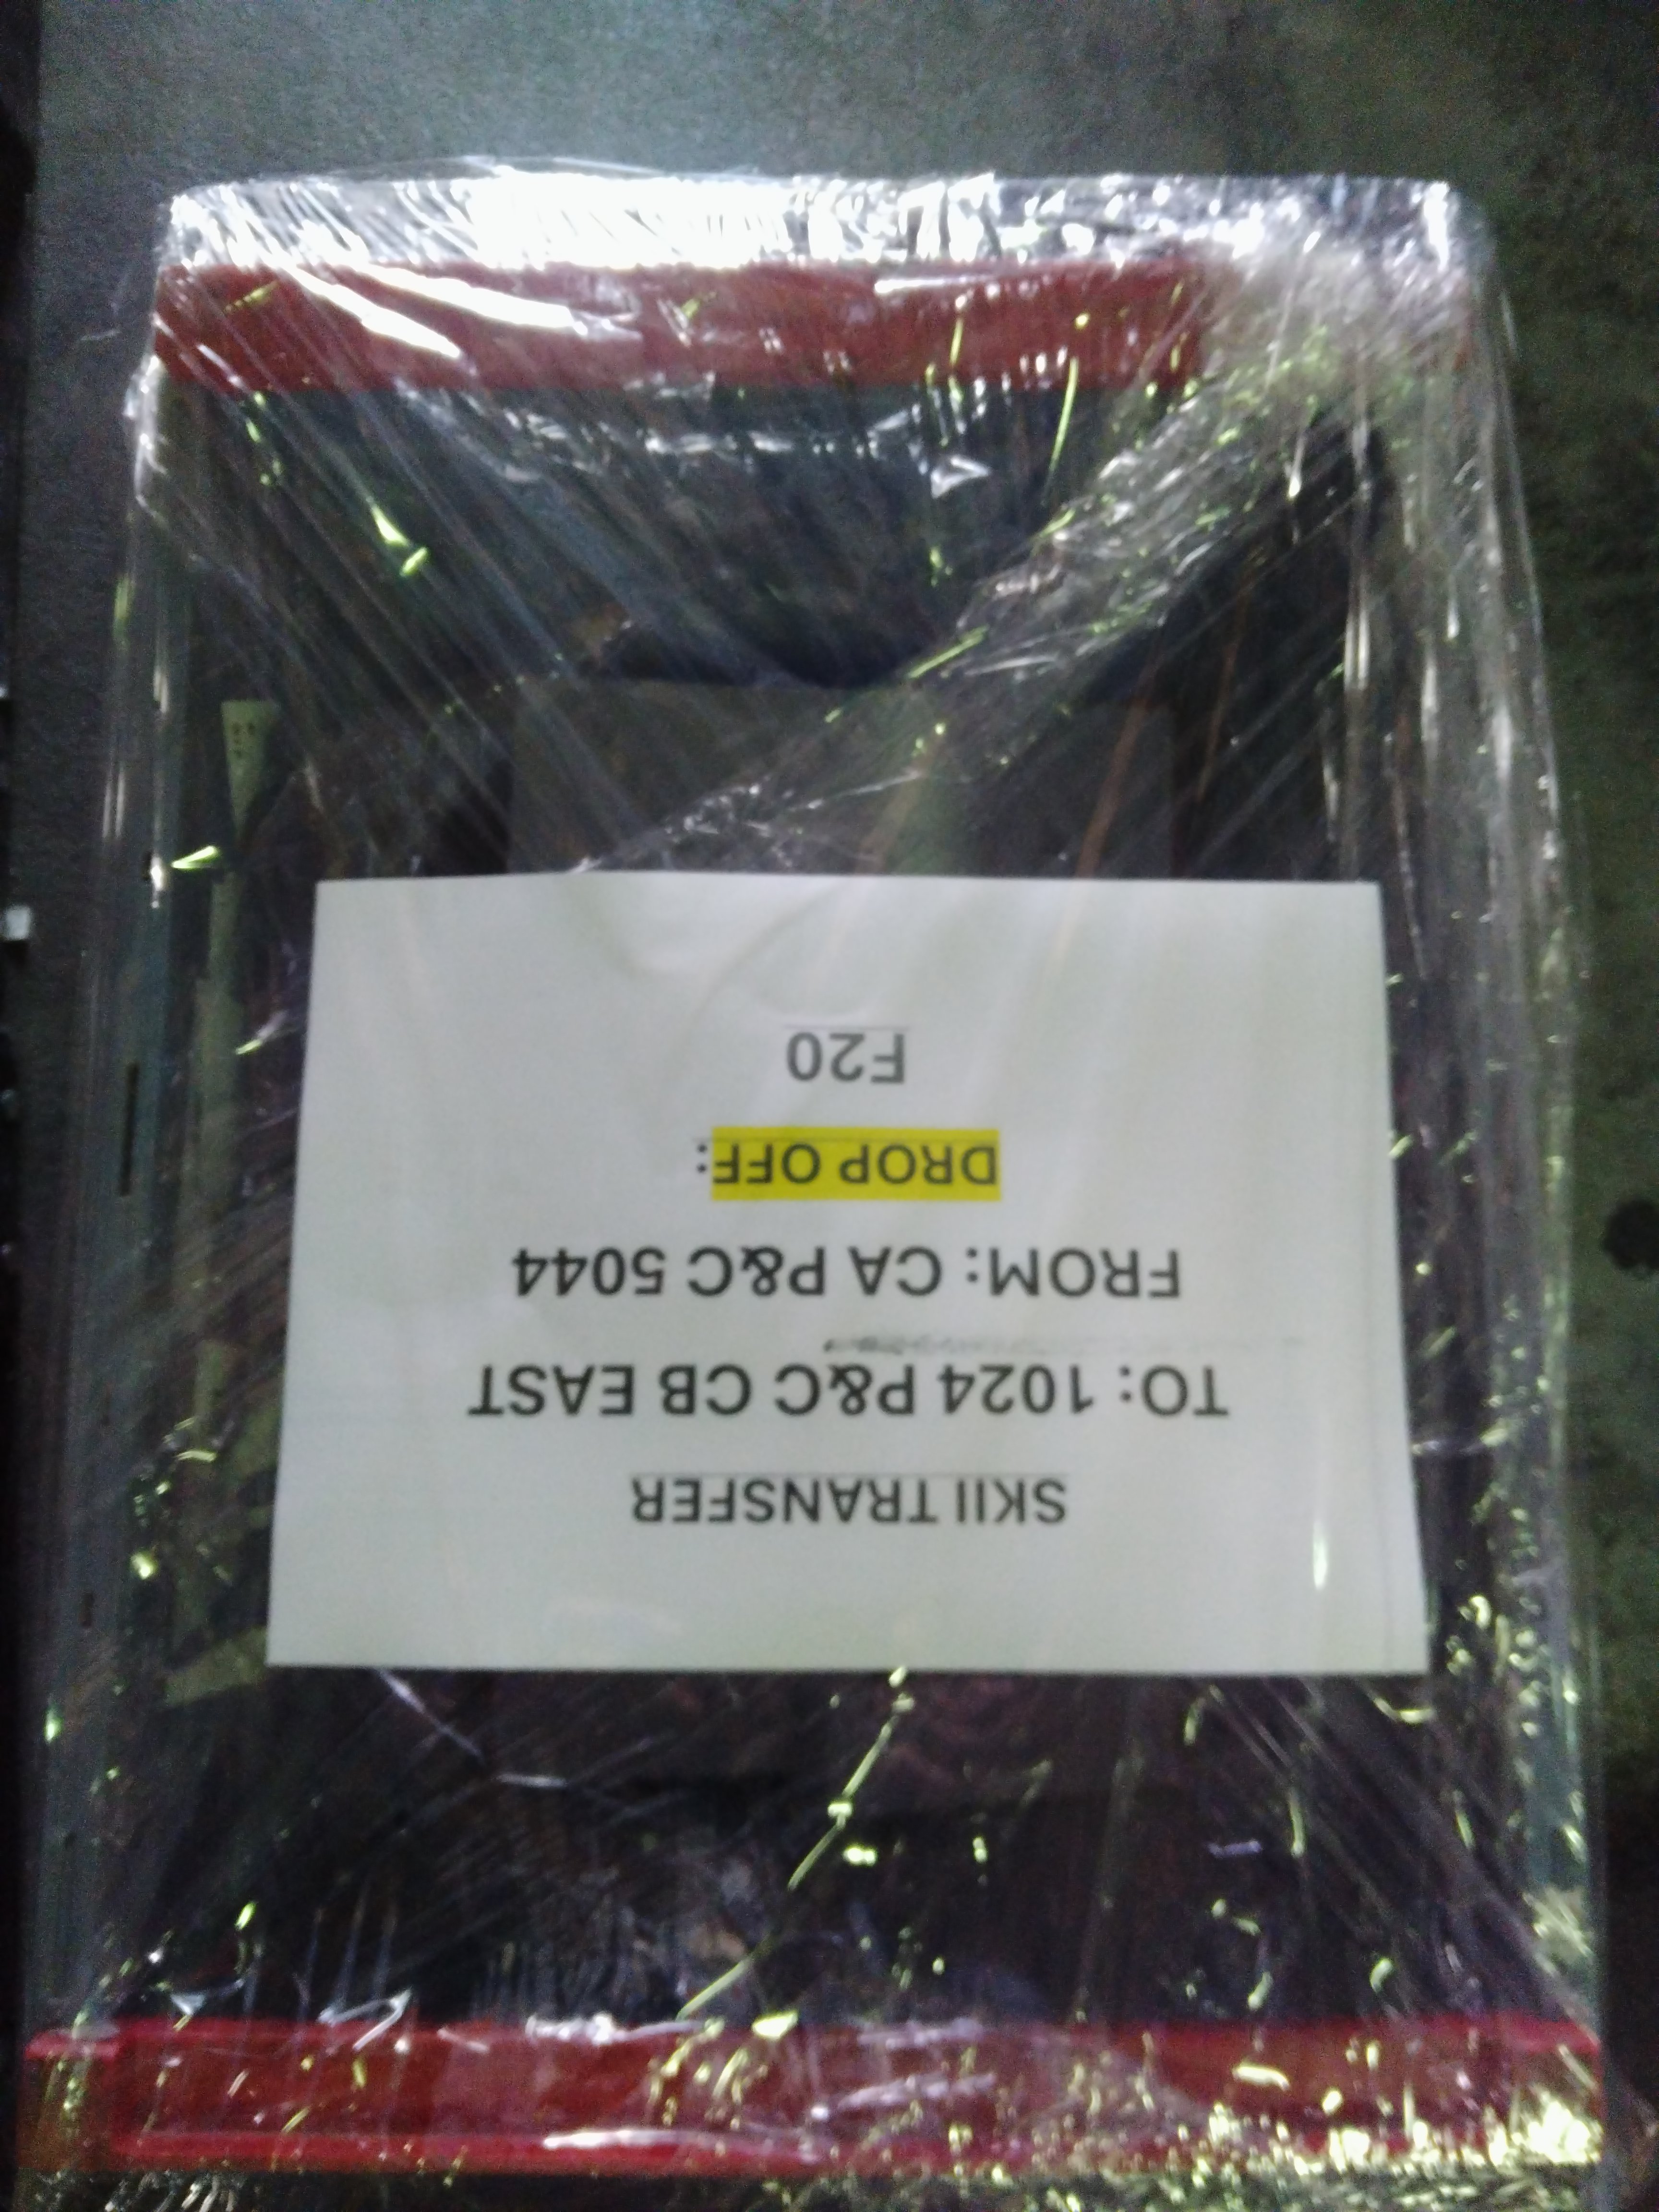 SKII TRANSFER
TO: 1024 P&C CB EAST
FROM: CA P&C 5044
DROP OFF:
F20